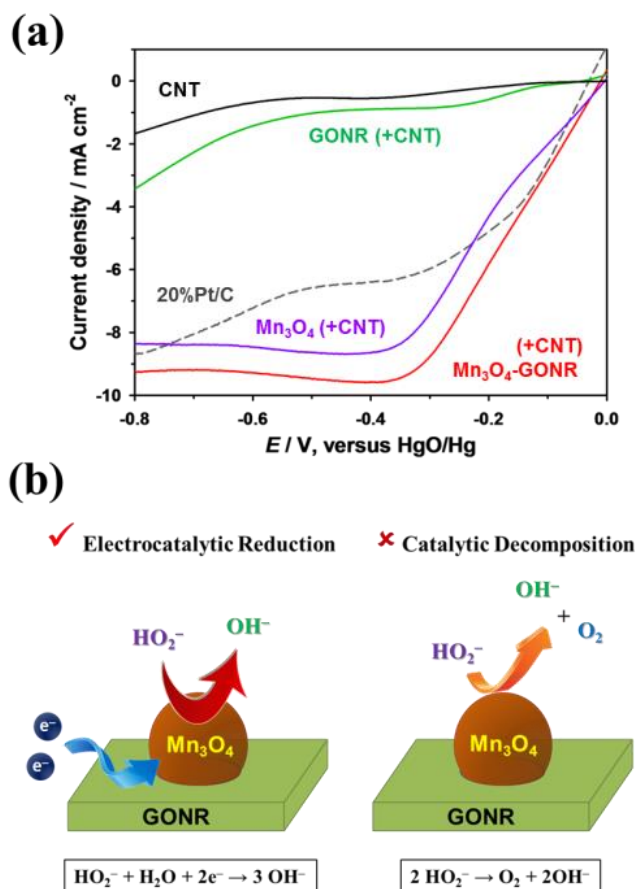 (a)
CNT
GONR (+CNT)
20%Pt/C
Mn₃O₄ (+CNT)
(+CNT)
Mn₃O₄-GONR
Current density / mA cm⁻²
0
-2
-4
-6
-8
-10
-0.8
-0.6
-0.4
-0.2
0.0
E / V, versus HgO/Hg
(b)
✓ Electrocatalytic Reduction
✘ Catalytic Decomposition
HO₂⁻
OH⁻
e⁻
e⁻
Mn₃O₄
GONR
HO₂⁻ + H₂O + 2e⁻ → 3 OH⁻
OH⁻
+
O₂
HO₂⁻
Mn₃O₄
GONR
2 HO₂⁻ → O₂ + 2OH⁻